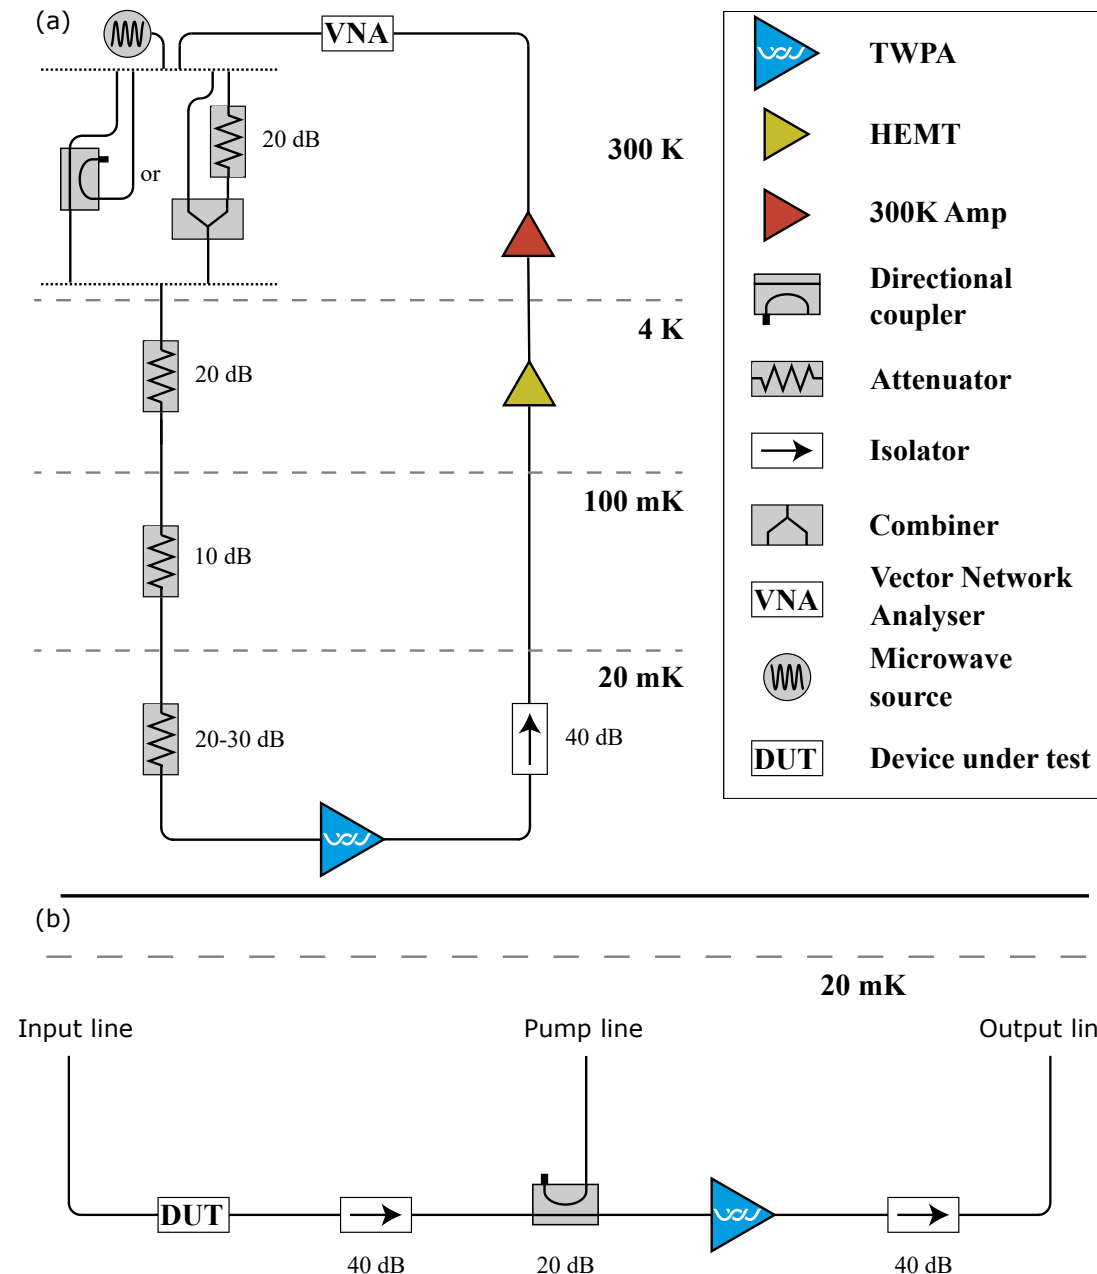 (a)
VNA
20 dB
or
300 K
4 K
20 dB
100 mK
10 dB
20 mK
20-30 dB
40 dB
TWPA
HEMT
300K Amp
Directional
coupler
Attenuator
Isolator
Combiner
VNA
Vector Network
Analyser
Microwave
source
DUT
Device under test
(b)
20 mK
Input line
Pump line
Output lin
DUT
40 dB
20 dB
40 dB